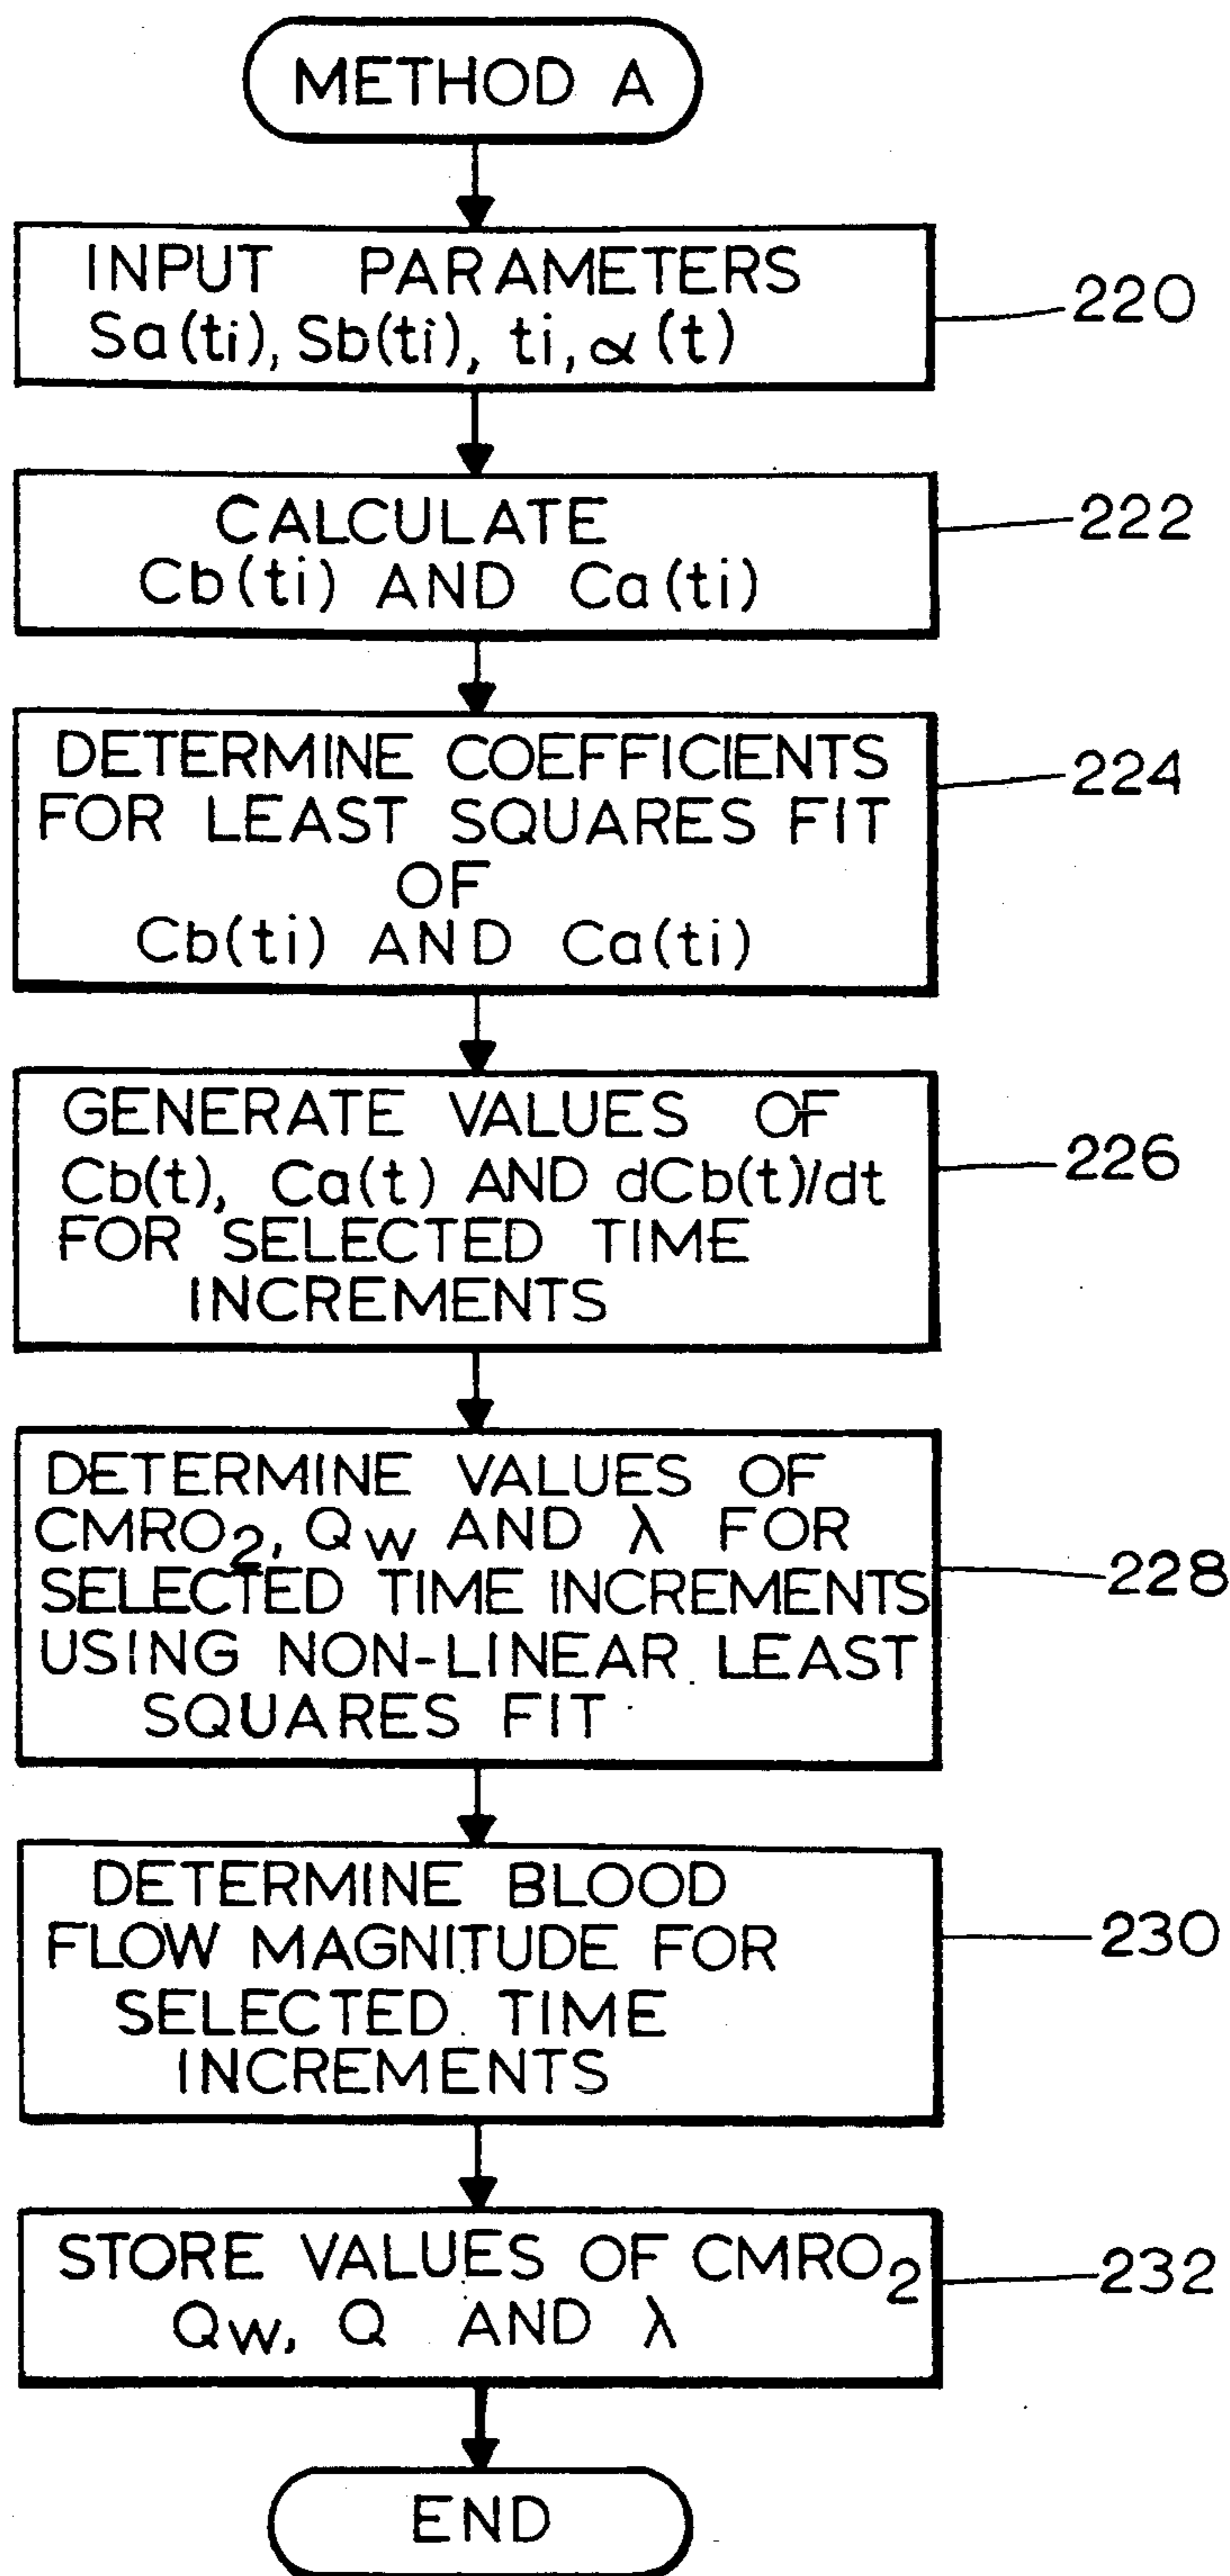 METHOD A
INPUT PARAMETERS
Sa(ti), Sb(ti), ti, α(t)
220
CALCULATE
Cb(ti) AND Ca(ti)
222
DETERMINE COEFFICIENTS
FOR LEAST SQUARES FIT
OF
Cb(ti) AND Ca(ti)
224
GENERATE VALUES OF
Cb(t), Ca(t) AND dCb(t)/dt
FOR SELECTED TIME
INCREMENTS
226
DETERMINE VALUES OF
CMRO₂, QW AND λ FOR
SELECTED TIME INCREMENTS
USING NON-LINEAR LEAST
SQUARES FIT
228
DETERMINE BLOOD
FLOW MAGNITUDE FOR
SELECTED TIME
INCREMENTS
230
STORE VALUES OF CMRO₂
QW, Q AND λ
232
END